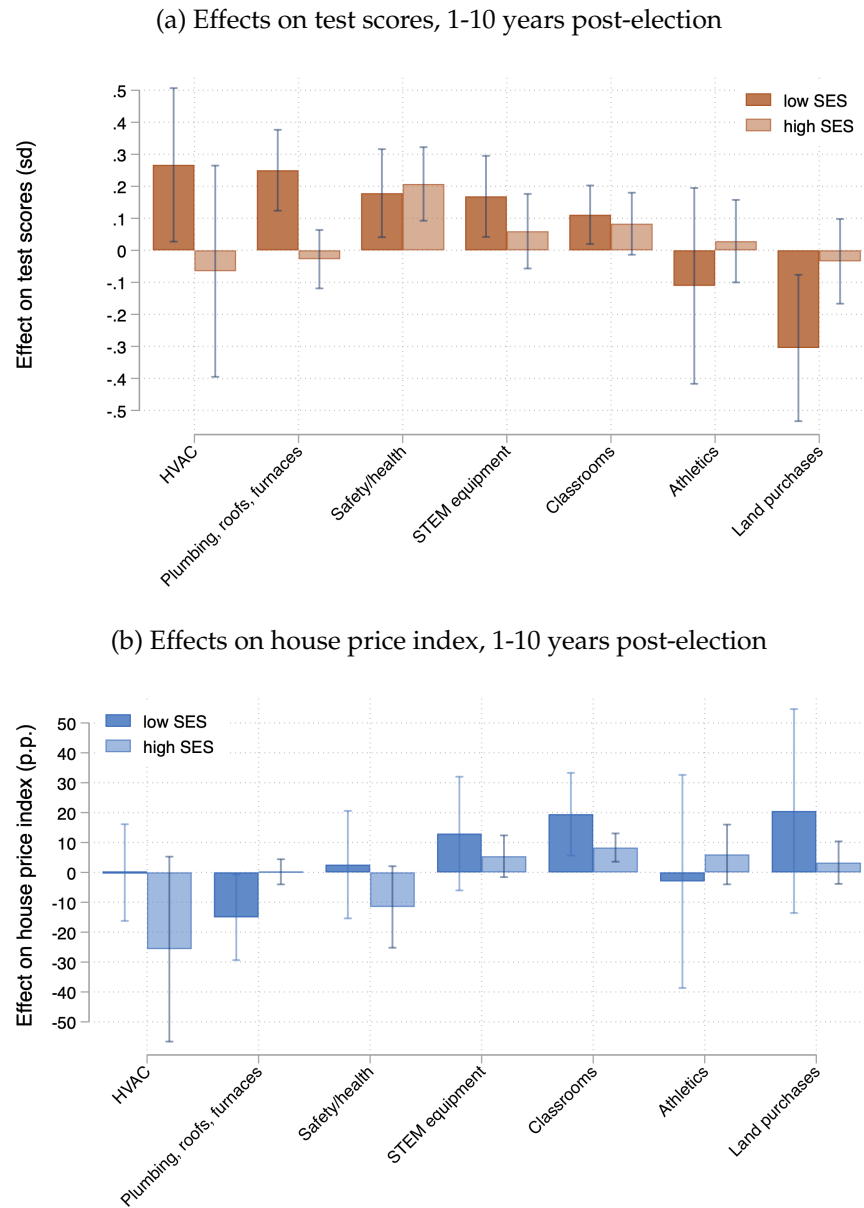 (a) Effects on test scores, 1-10 years post-election
Effect on test scores (sd)
.5
.4
.3
.2
.1
0
-.1
-.2
-.3
-.4
-.5
low SES
high SES
HVAC
Plumbing, roofs, furnaces
Safety/health
STEM equipment
Classrooms
Athletics
Land purchases
(b) Effects on house price index, 1-10 years post-election
Effect on house price index (p.p.)
50
40
30
20
10
0
-10
-20
-30
-40
-50
low SES
high SES
HVAC
Plumbing, roofs, furnaces
Safety/health
STEM equipment
Classrooms
Athletics
Land purchases